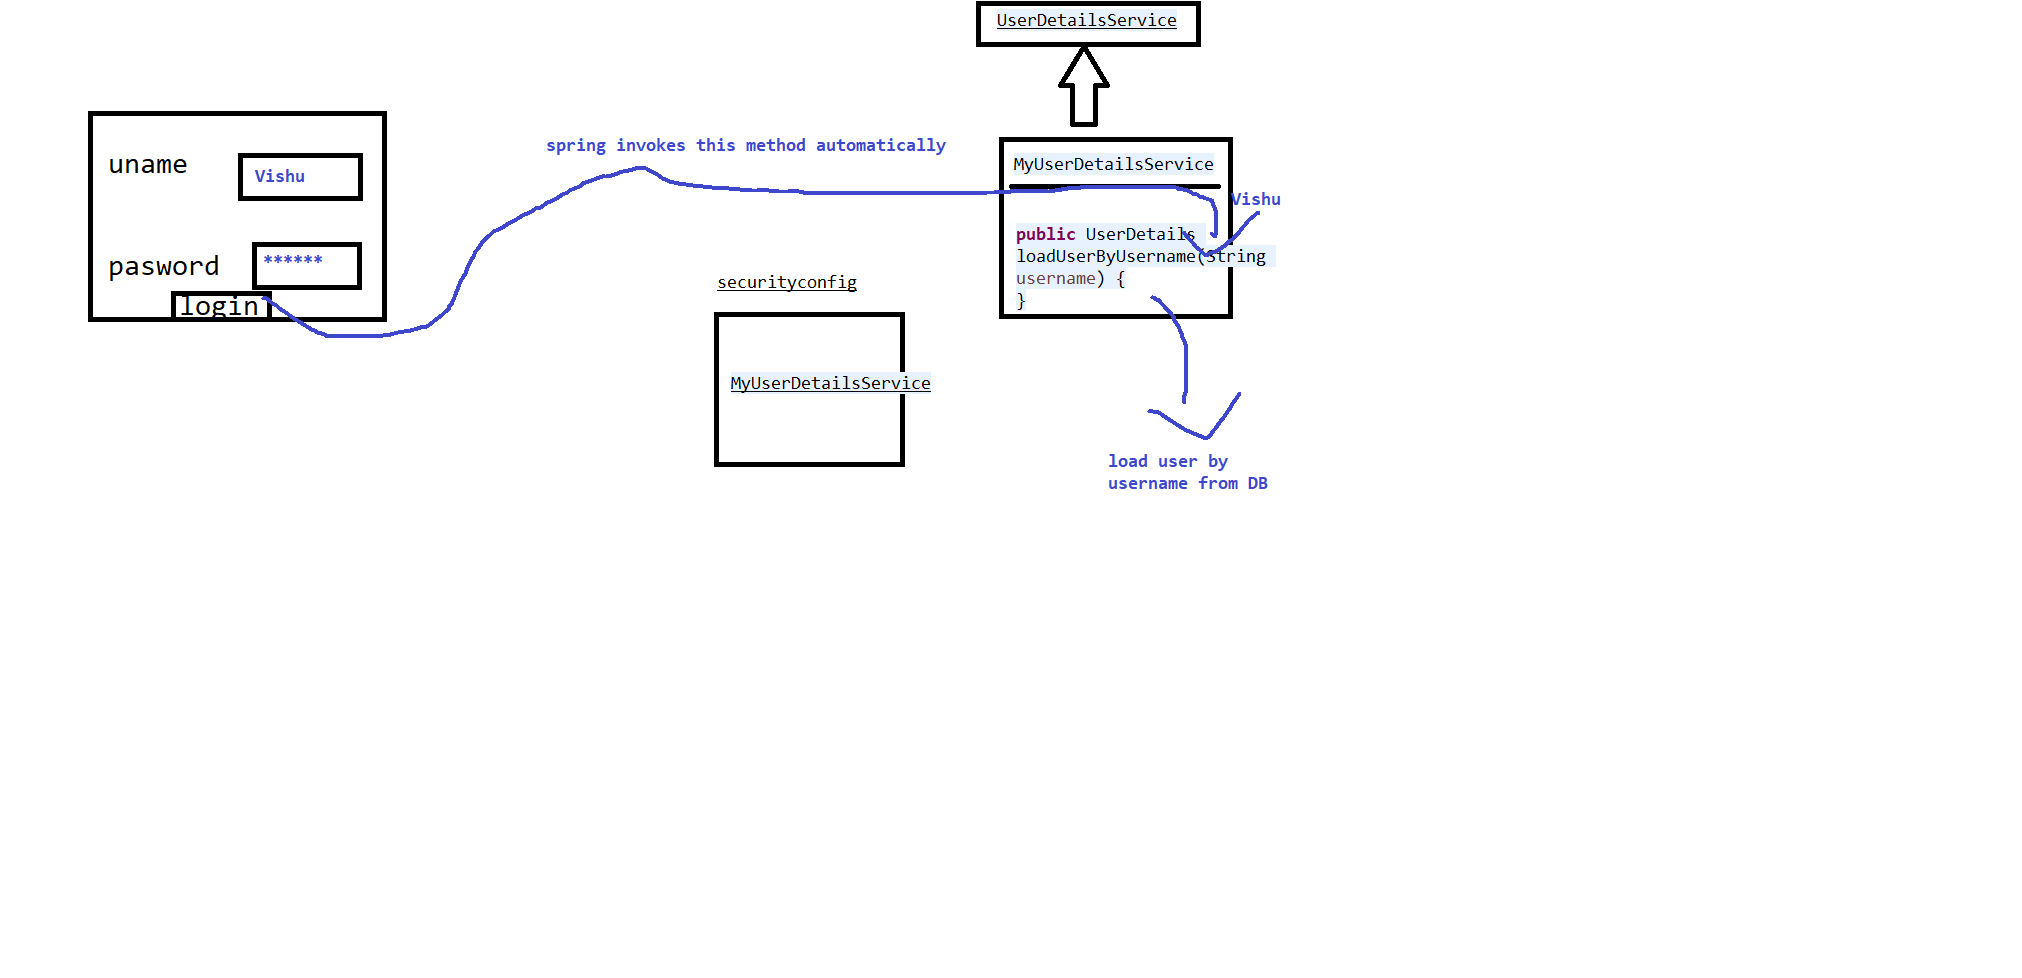 UserDetailsService
uname
Vishu
pasword
******
login
spring invokes this method automatically
MyUserDetailsService
Vishu
public UserDetails
loadUserByUsername(String
username) {
}
securityconfig
MyUserDetailsService
load user by
username from DB